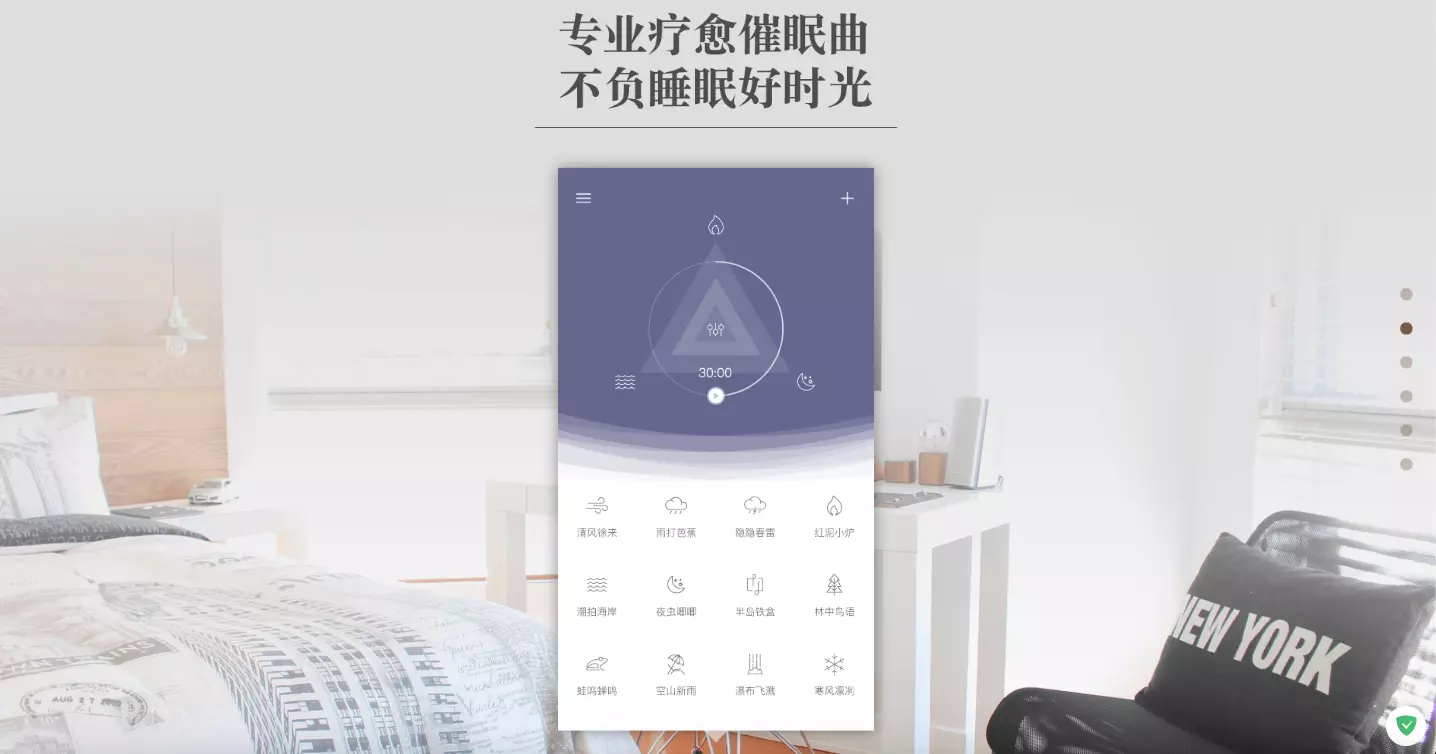 专业疗愈催眠曲
不负睡眠好时光
30:00
清风徐来 雨打芭蕉 隐隐春雷 红泥小炉
潮拍海岸 夜虫唧唧 半岛铁盒 林中鸟语
蛙鸣蝉鸣 空山新雨 瀑布飞溅 寒风凛冽
NEW YORK
AUG 27